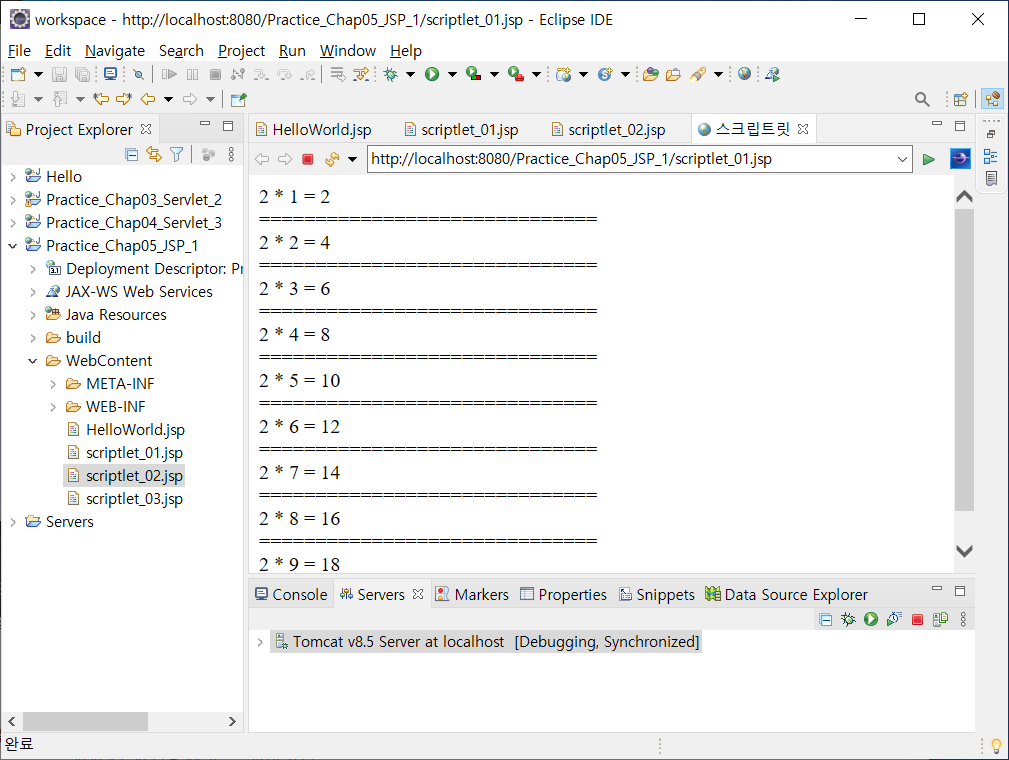 workspace - http://localhost:8080/Practice_Chap05_JSP_1/scriptlet_01.jsp - Eclipse IDE
File Edit Navigate Search Project Run Window Help
Project Explorer
Hello
Practice_Chap03_Servlet_2
Practice_Chap04_Servlet_3
Practice_Chap05_JSP_1
Deployment Descriptor: Pr
JAX-WS Web Services
Java Resources
build
WebContent
META-INF
WEB-INF
HelloWorld.jsp
scriptlet_01.jsp
scriptlet_02.jsp
scriptlet_03.jsp
Servers
HelloWorld.jsp scriptlet_01.jsp scriptlet_02.jsp 스크립트릿
http://localhost:8080/Practice_Chap05_JSP_1/scriptlet_01.jsp
2 * 1 = 2
==============================
2 * 2 = 4
==============================
2 * 3 = 6
==============================
2 * 4 = 8
==============================
2 * 5 = 10
==============================
2 * 6 = 12
==============================
2 * 7 = 14
==============================
2 * 8 = 16
==============================
2 * 9 = 18
Console Servers Markers Properties Snippets Data Source Explorer
Tomcat v8.5 Server at localhost [Debugging, Synchronized]
완료